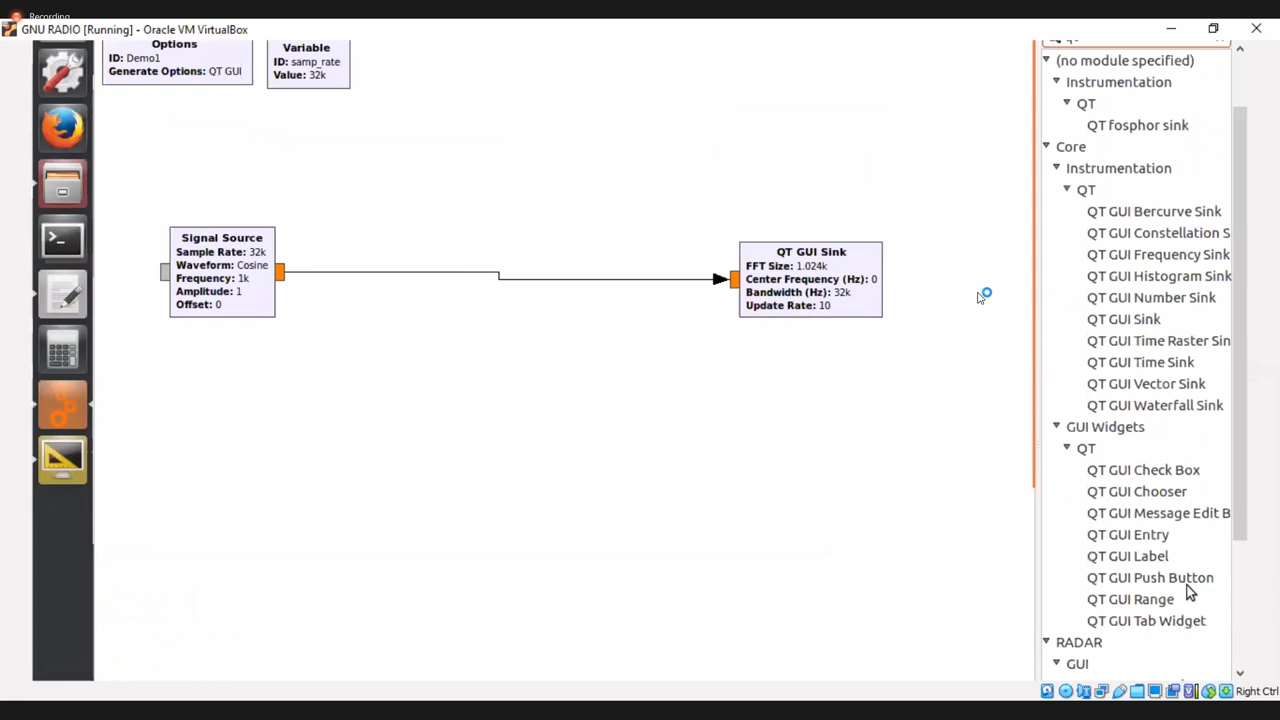 Recording
GNU RADIO [Running] - Oracle VM VirtualBox
Options
ID: Demo1
Generate Options: QT GUI
Variable
ID: samp_rate
Value: 32k
Signal Source
Sample Rate: 32k
Waveform: Cosine
Frequency: 1k
Amplitude: 1
Offset: 0
QT GUI Sink
FFT Size: 1.024k
Center Frequency (Hz): 0
Bandwidth (Hz): 32k
Update Rate: 10
(no module specified)
Instrumentation
QT
QT fosphor sink
Core
Instrumentation
QT
QT GUI Bercurve Sink
QT GUI Constellation S
QT GUI Frequency Sink
QT GUI Histogram Sink
QT GUI Number Sink
QT GUI Sink
QT GUI Time Raster Sin
QT GUI Time Sink
QT GUI Vector Sink
QT GUI Waterfall Sink
GUI Widgets
QT
QT GUI Check Box
QT GUI Chooser
QT GUI Message Edit B
QT GUI Entry
QT GUI Label
QT GUI Push Button
QT GUI Range
QT GUI Tab Widget
RADAR
GUI
Right Ctrl